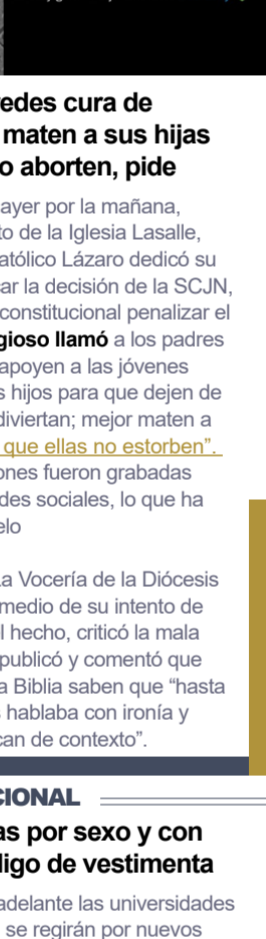 edes cura de
maten a sus hijas
o aborten, pide
ayer por la mañana,
to de la Iglesia Lasalle,
atólico Lázaro dedicó su
ar la decisión de la SCJN,
constitucional penalizar el
gioso llamó a los padres
apoyen a las jóvenes
s hijos para que dejen de
diviertan; mejor maten a
que ellas no estorben”.
ones fueron grabadas
des sociales, lo que ha
elo
a Vocería de la Diócesis
medio de su intento de
l hecho, criticó la mala
publicó y comentó que
a Biblia saben que “hasta
hablaba con ironía y
can de contexto”.
CIONAL
as por sexo y con
digo de vestimenta
adelante las universidades
se regirán por nuevos